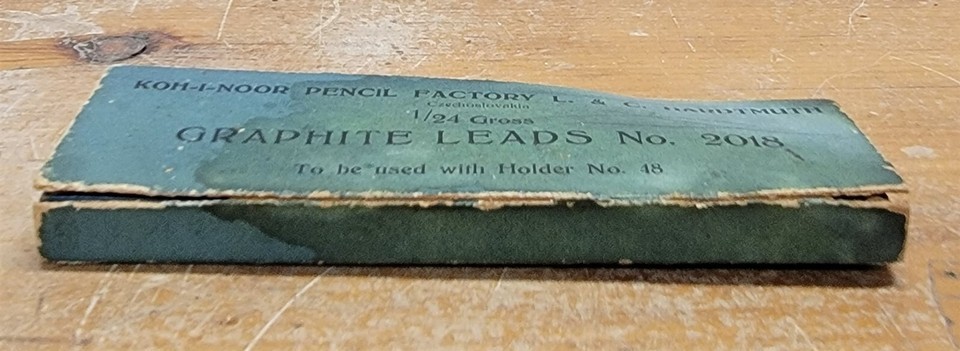 KOH-I-NOOR PENCIL FACTORY L. & C. HARDTMUTH
Czechoslovakia
1/24 Gross
GRAPHITE LEADS No. 2018
To be used with Holder No. 48